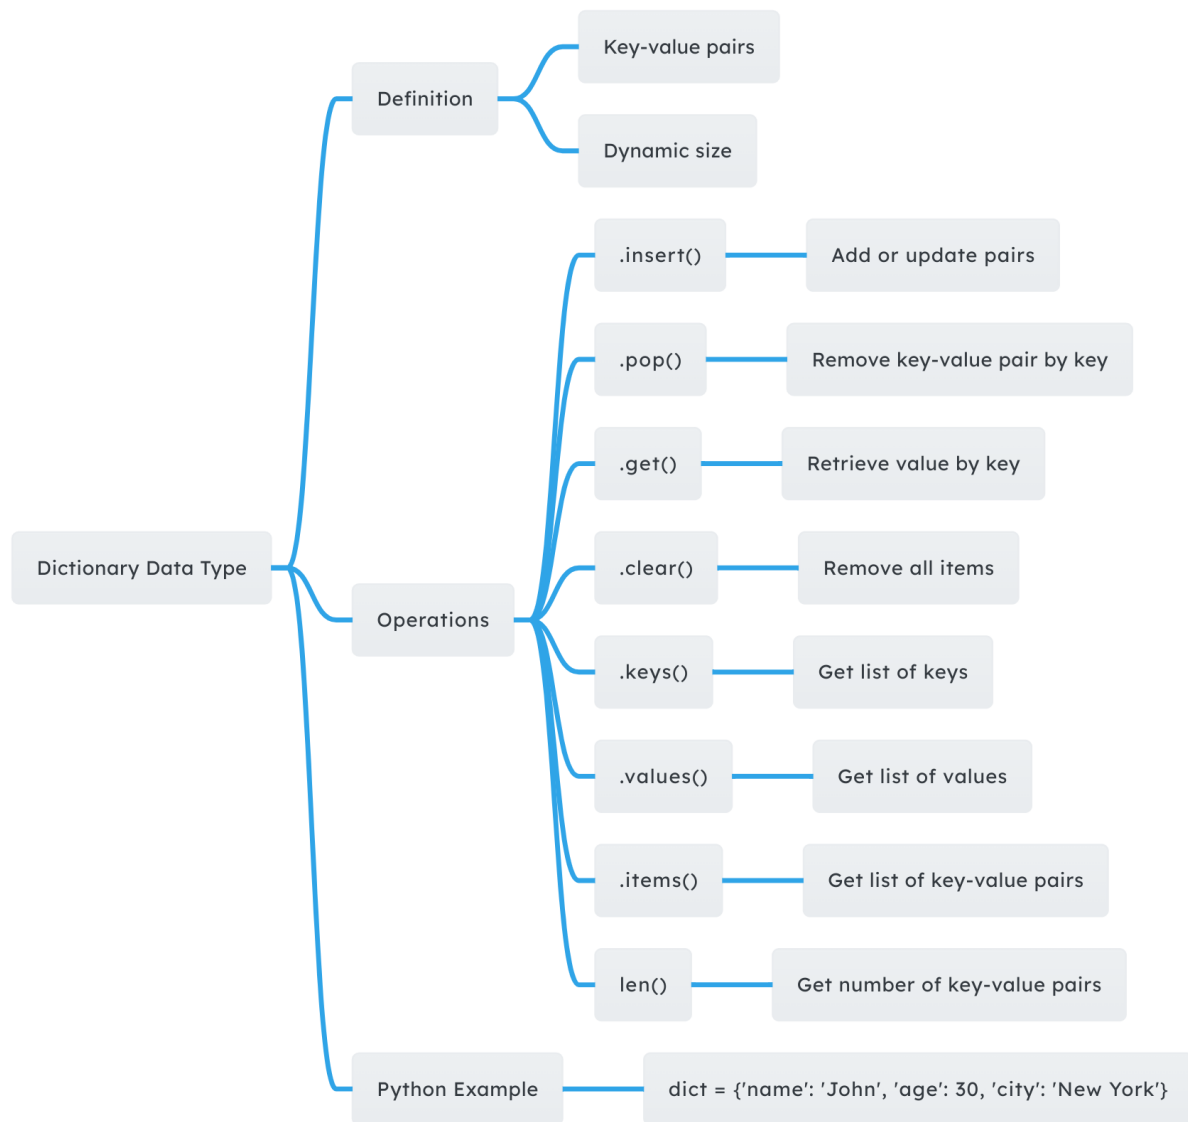 Dictionary Data Type
Definition
Key-value pairs
Dynamic size
Operations
.insert()
Add or update pairs
.pop()
Remove key-value pair by key
.get()
Retrieve value by key
.clear()
Remove all items
.keys()
Get list of keys
.values()
Get list of values
.items()
Get list of key-value pairs
len()
Get number of key-value pairs
Python Example
dict = {'name': 'John', 'age': 30, 'city': 'New York'}